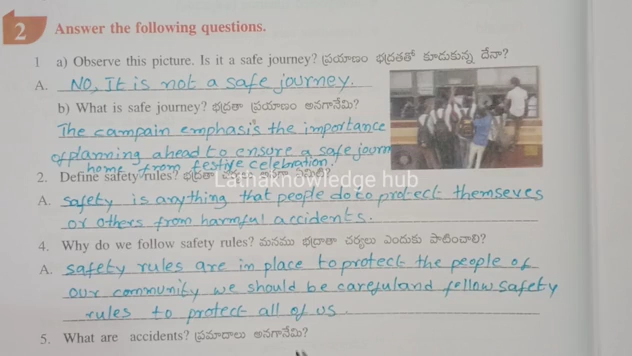 2 Answer the following questions.
1 a) Observe this picture. Is it a safe journey? ప్రయాణం భద్రతతో కూడుకున్న దేనా?
A. NO, It is not a safe journey.
b) What is safe journey? భద్రతా ప్రయాణం అనగానేమి?
The campain emphasis the importance
of planning ahead to ensure a safe journ
home from festive celebration.
2. Define safety rules? భద్రతా ఏమిటి?
Lathaknowledge hub
A. safety is anything that people do to protect themseves
or others from harmful accidents.
4. Why do we follow safety rules? మనము భద్రతా చర్యలు ఎందుకు పాటించాలి?
A. safety rules are in place to protect the people of
our community we should be carefuland follow safety
rules to protect all of us.
5. What are accidents? ప్రమాదాలు అనగానేమి?